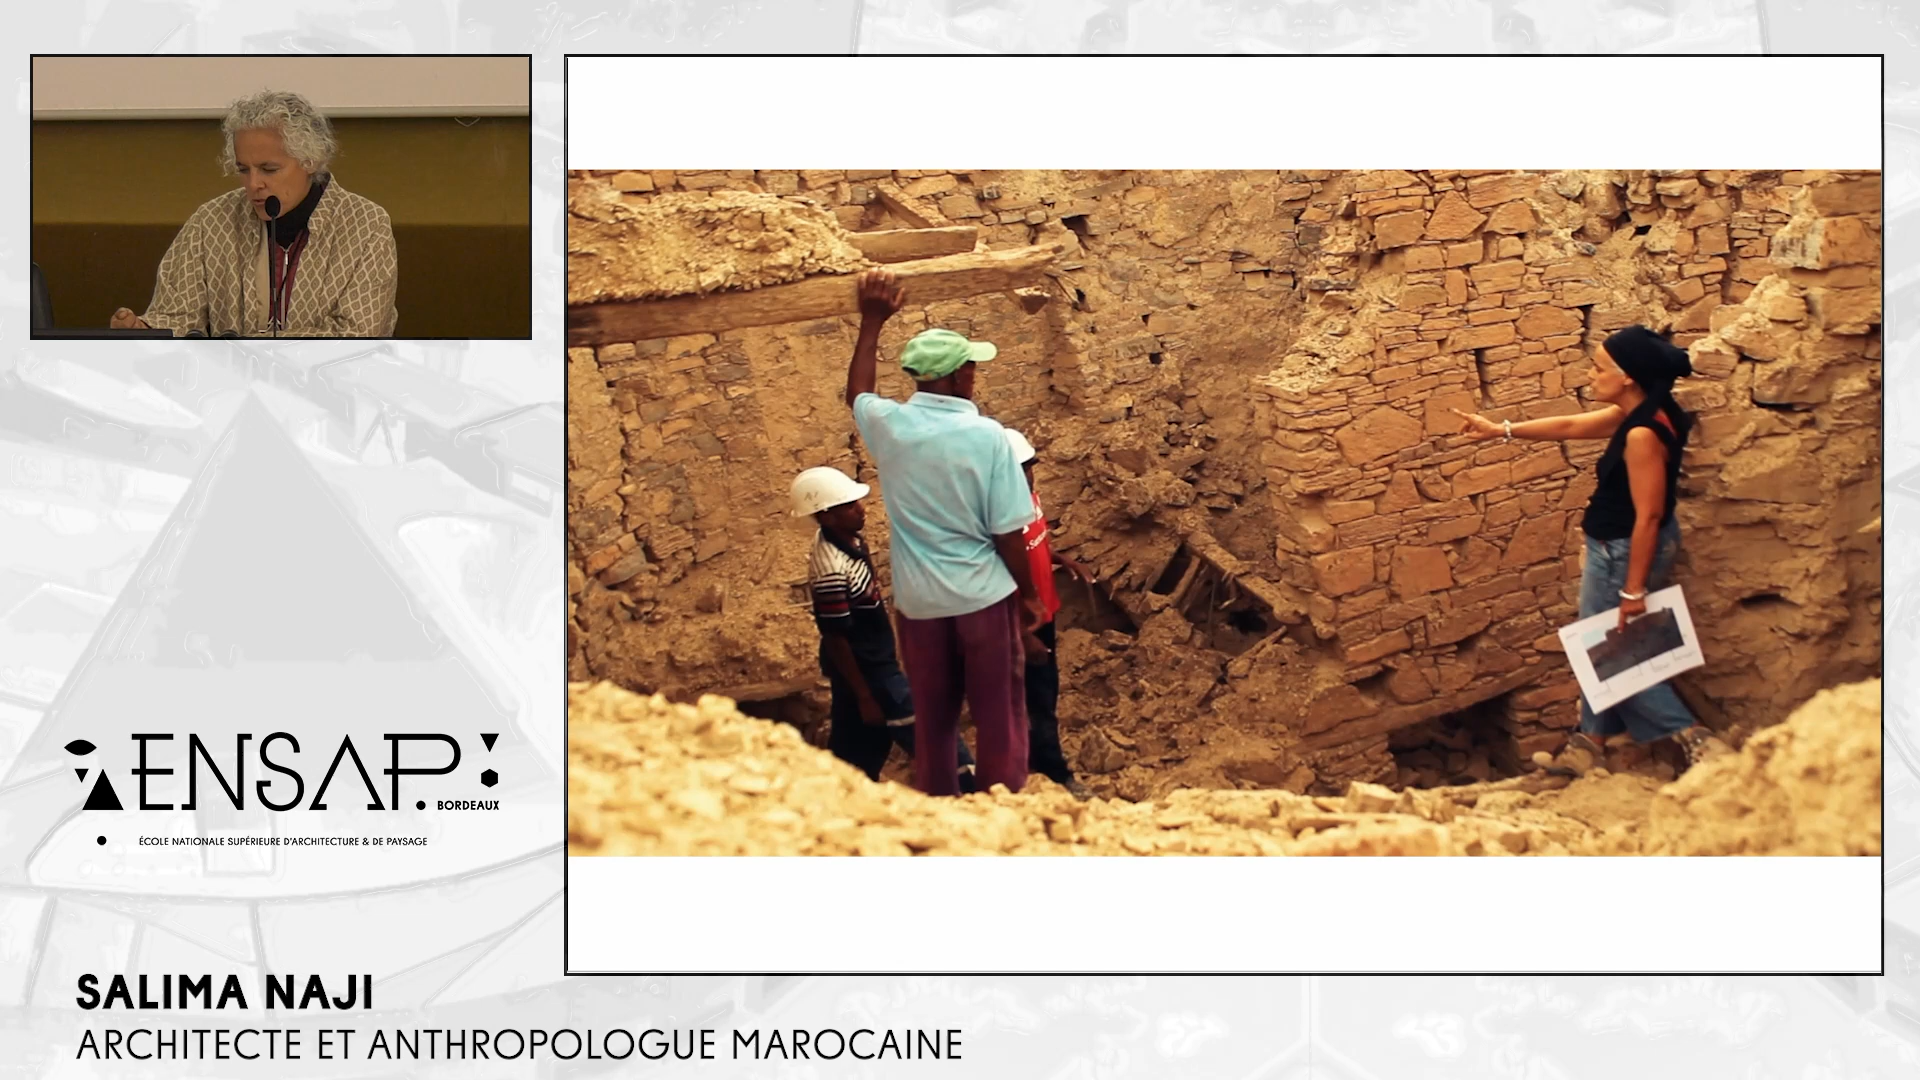 ENSAP.
BORDEAUX
ÉCOLE NATIONALE SUPÉRIEURE D'ARCHITECTURE & DE PAYSAGE
SALIMA NAJI
ARCHITECTE ET ANTHROPOLOGUE MAROCAINE